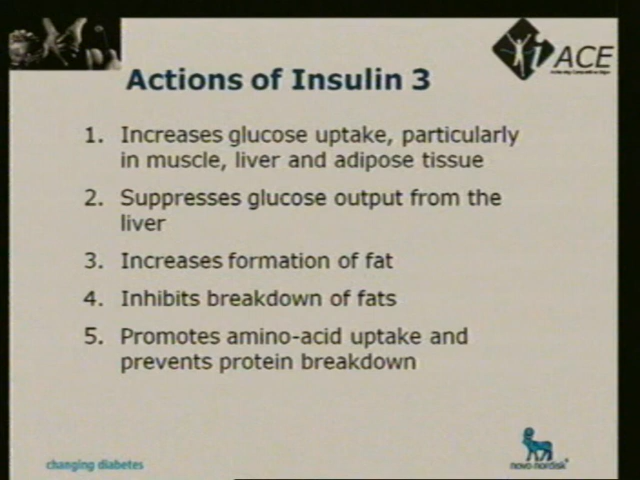 ACE
Actions of Insulin 3
1. Increases glucose uptake, particularly
in muscle, liver and adipose tissue
2. Suppresses glucose output from the
liver
3. Increases formation of fat
4. Inhibits breakdown of fats
5. Promotes amino-acid uptake and
prevents protein breakdown
changing diabetes
novo nordisk